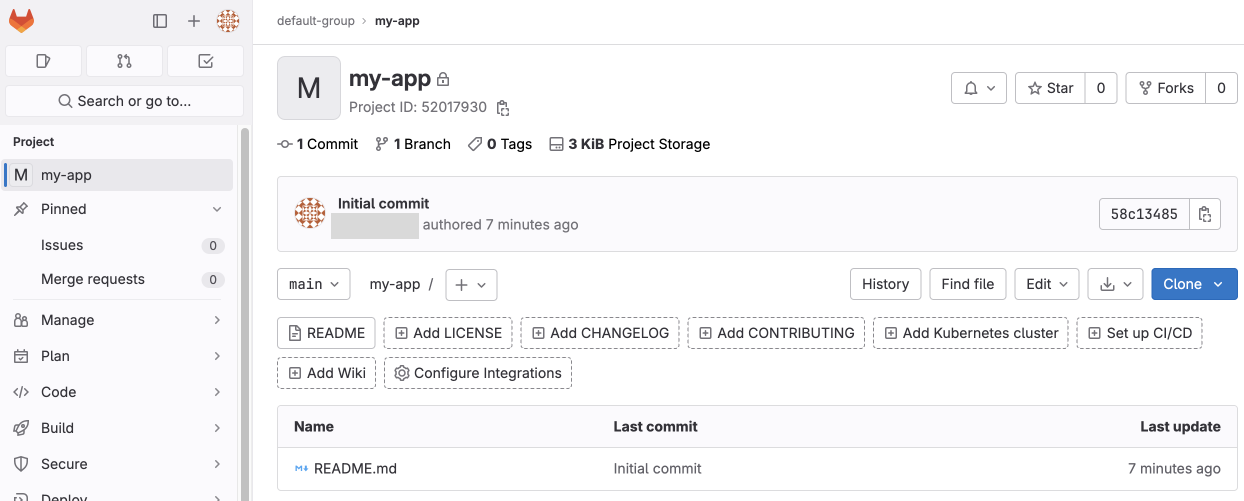 default-group > my-app
Search or go to...
Project
M my-app
Pinned
Issues 0
Merge requests 0
Manage
Plan
Code
Build
Secure
Deploy
M my-app
Project ID: 52017930
Star 0
Forks 0
1 Commit 1 Branch 0 Tags 3 KiB Project Storage
Initial commit
authored 7 minutes ago
58c13485
main my-app / +
History Find file Edit Clone
README Add LICENSE Add CHANGELOG Add CONTRIBUTING Add Kubernetes cluster Set up CI/CD
Add Wiki Configure Integrations
Name Last commit Last update
README.md Initial commit 7 minutes ago